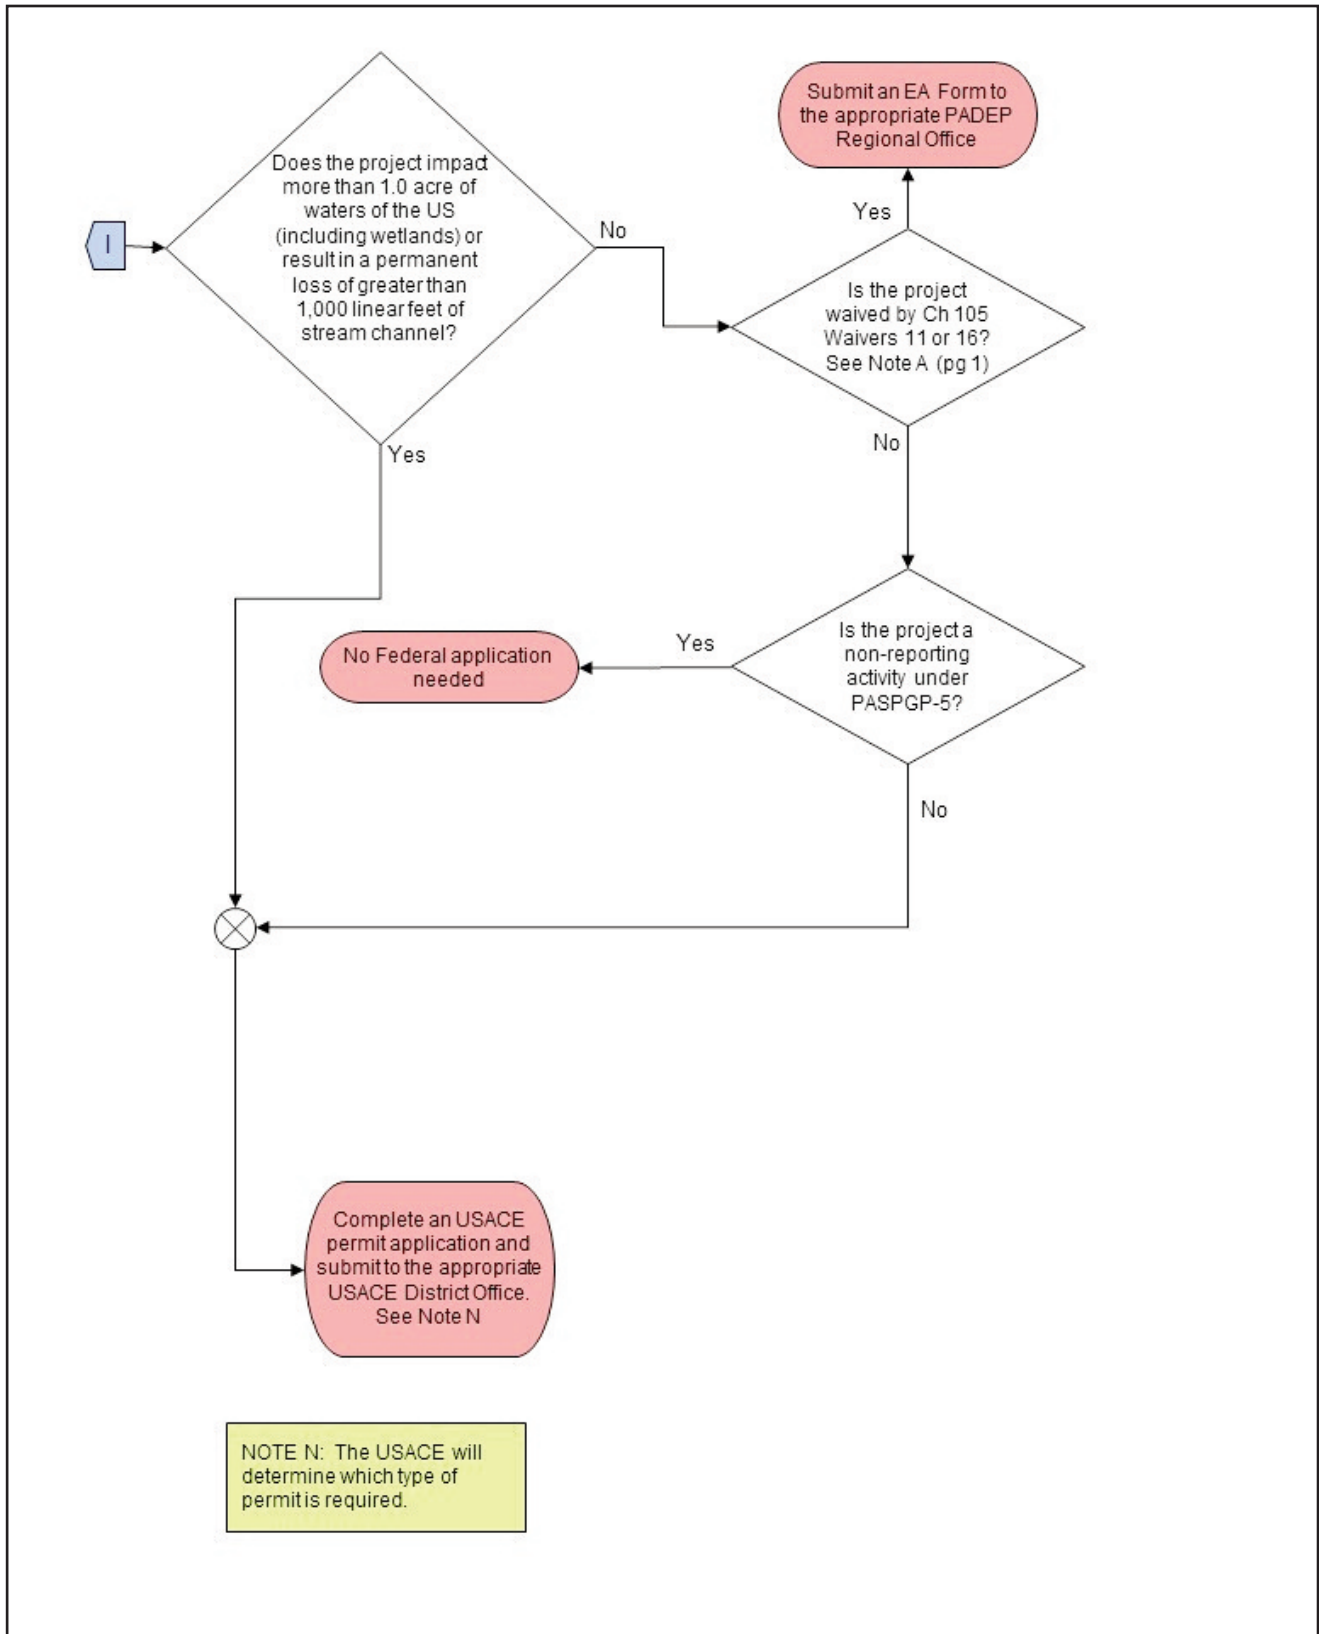 Submit an EA Form to
the appropriate PADEP
Regional Office
Does the project impact
more than 1.0 acre of
waters of the US
(including wetlands) or
result in a permanent
loss of greater than
1,000 linear feet of
stream channel?
I
No
Yes
Is the project
waived by Ch 105
Waivers 11 or 16?
See Note A (pg 1)
Yes
No
Is the project a
non-reporting
activity under
PASPGP-5?
Yes
No Federal application
needed
No
Complete an USACE
permit application and
submit to the appropriate
USACE District Office.
See Note N
NOTE N: The USACE will
determine which type of
permit is required.